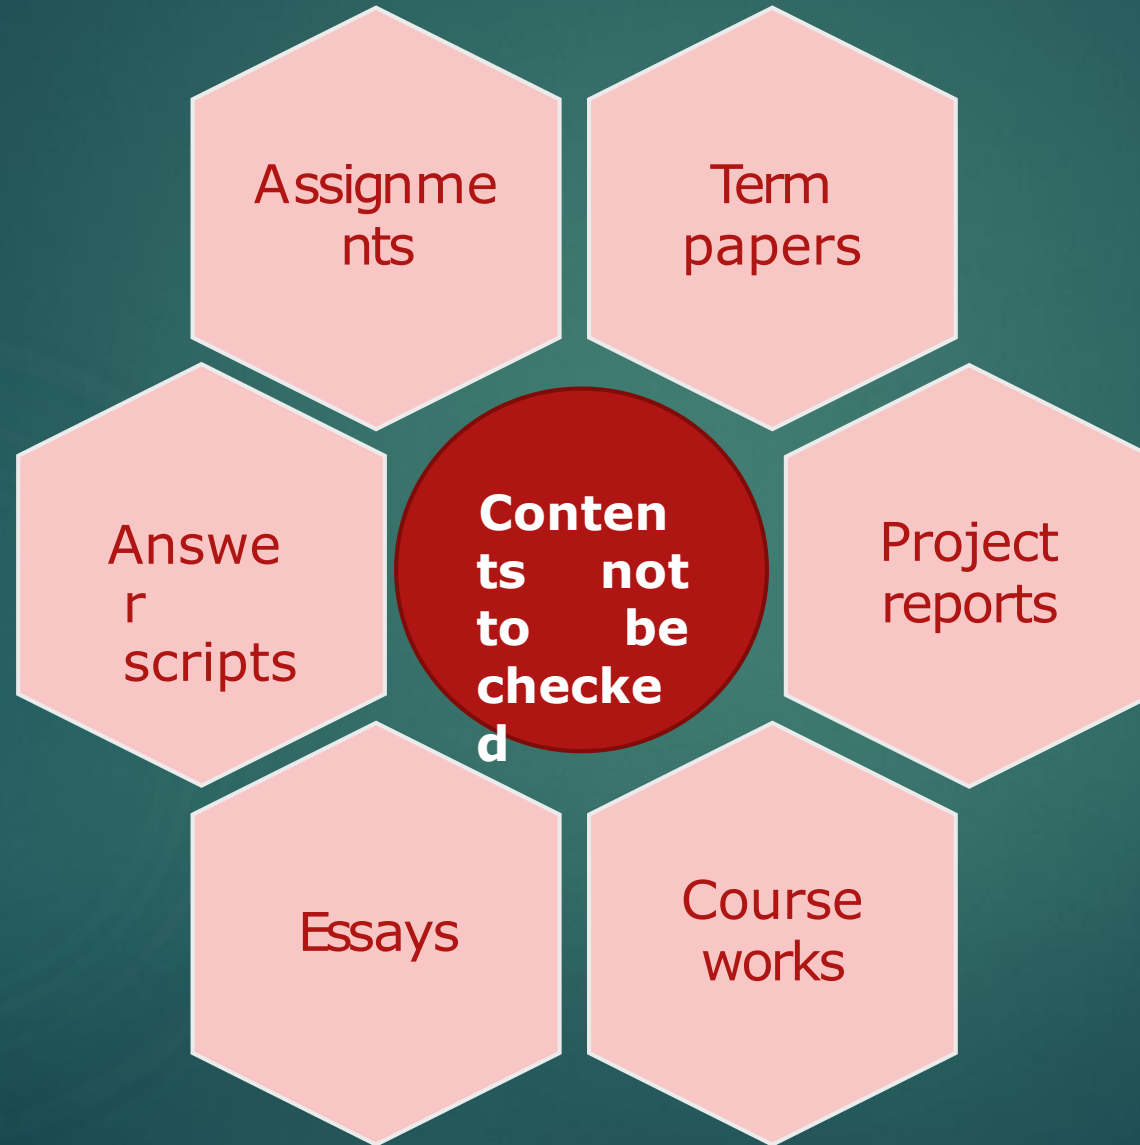 Assignme
nts
Term
papers
Answe
r
scripts
Conten
ts not
to be
checke
d
Project
reports
Essays
Course
works